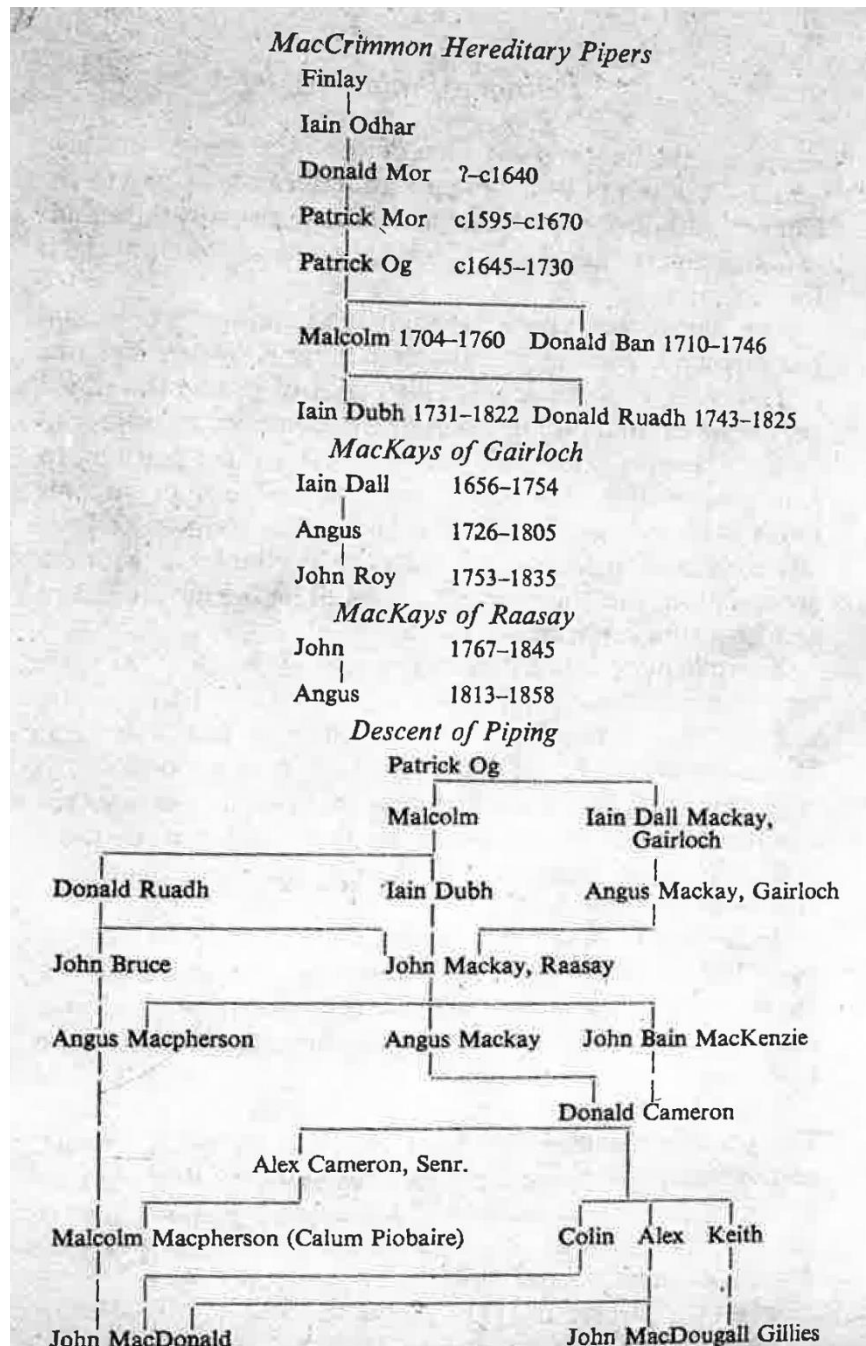 MacCrimmon Hereditary Pipers
Finlay
Iain Odhar
Donald Mor ?–c1640
Patrick Mor c1595–c1670
Patrick Og c1645–1730
Malcolm 1704–1760 Donald Ban 1710–1746
Iain Dubh 1731–1822 Donald Ruadh 1743–1825
MacKays of Gairloch
Iain Dall 1656–1754
Angus 1726–1805
John Roy 1753–1835
MacKays of Raasay
John 1767–1845
Angus 1813–1858
Descent of Piping
Patrick Og
Malcolm Iain Dall Mackay,
Gairloch
Donald Ruadh Iain Dubh Angus Mackay, Gairloch
John Bruce John Mackay, Raasay
Angus Macpherson Angus Mackay John Bain MacKenzie
Donald Cameron
Alex Cameron, Senr.
Malcolm Macpherson (Calum Piobaire) Colin Alex Keith
John MacDonald John MacDougall Gillies